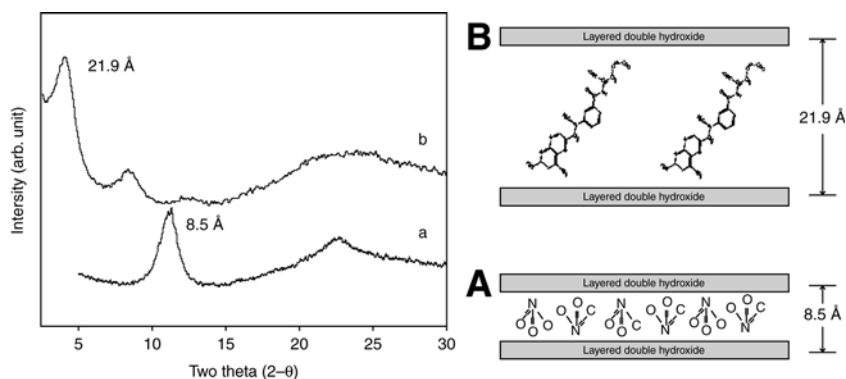 21.9 Å
b
8.5 Å
a
Intersity (arb. unit)
5 10 15 20 25 30
Two theta (2–θ)
B
Layered double hydroxide
21.9 Å
Layered double hydroxide
A
Layered double hydroxide
N O C N O C
O O O O C O O C O O O O
O N O N O N
8.5 Å
Layered double hydroxide